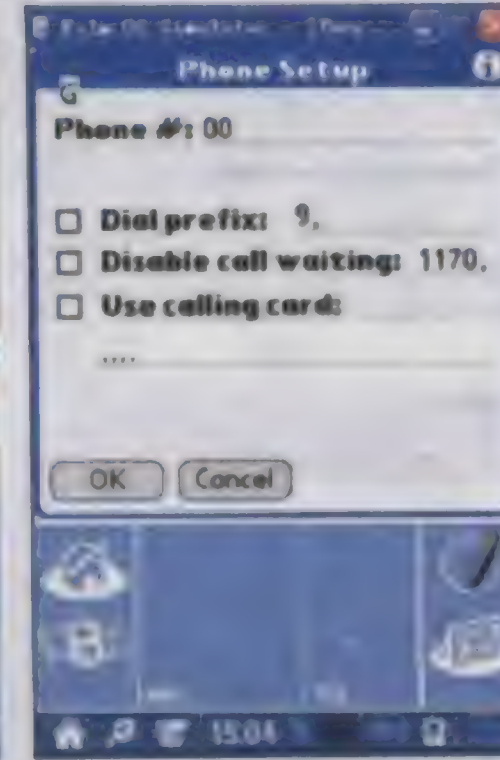 Phone Setup
Phone #: 00
Dial prefix: 9,
Disable call waiting: 1170,
Use calling card:
,,,,
OK Cancel
15:04